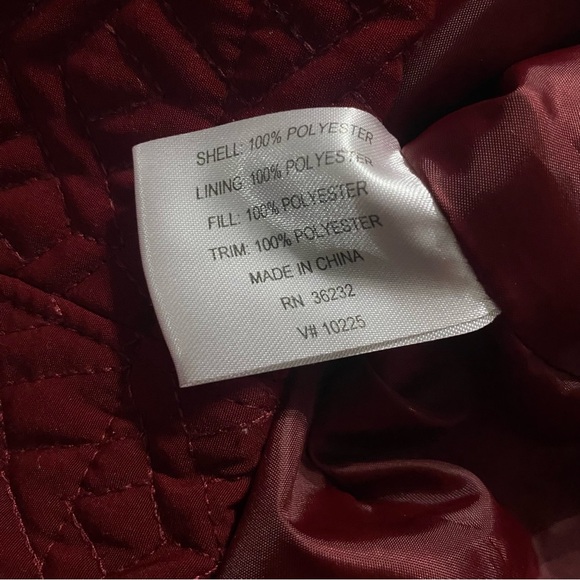 SHELL: 100% POLYESTER
LINING: 100% POLYESTER
FILL: 100% POLYESTER
TRIM: 100% POLYESTER
MADE IN CHINA
RN 36232
V# 10225